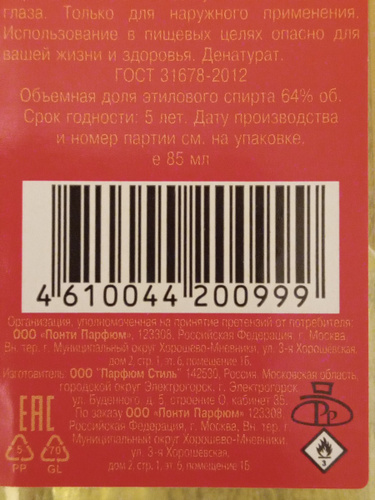 глаза. Только для наружного применения.
Использование в пищевых целях опасно для
вашей жизни и здоровья. Денатурат.
ГОСТ 31678-2012
Объемная доля этилового спирта 64% об.
Срок годности: 5 лет. Дату производства
и номер партии см. на упаковке.
е 85 мл
4 610044 200999
Организация, уполномоченная на принятие претензий от потребителя:
ООО «Понти Парфюм», 123308, Российская Федерация, г. Москва,
Вн. тер. г. Муниципальный округ Хорошево-Мневники, ул. 3-я Хорошевская,
дом 2, стр. 1, эт. 6, помещение 1Б.
Изготовитель: ООО "Парфюм Стиль" 142530, Россия, Московская область,
городской округ Электрогорск, г. Электрогорск,
ул. Буденного, д. 5, строение О, кабинет 35.
По заказу ООО «Понти Парфюм» 123308,
Российская Федерация, г. Москва,
Вн. тер. г.
Муниципальный округ Хорошево-Мневники,
ул. 3-я Хорошевская,
дом 2, стр. 1, эт. 6, помещение 1Б.
EAC
5
PP
70
GL
Pp
3